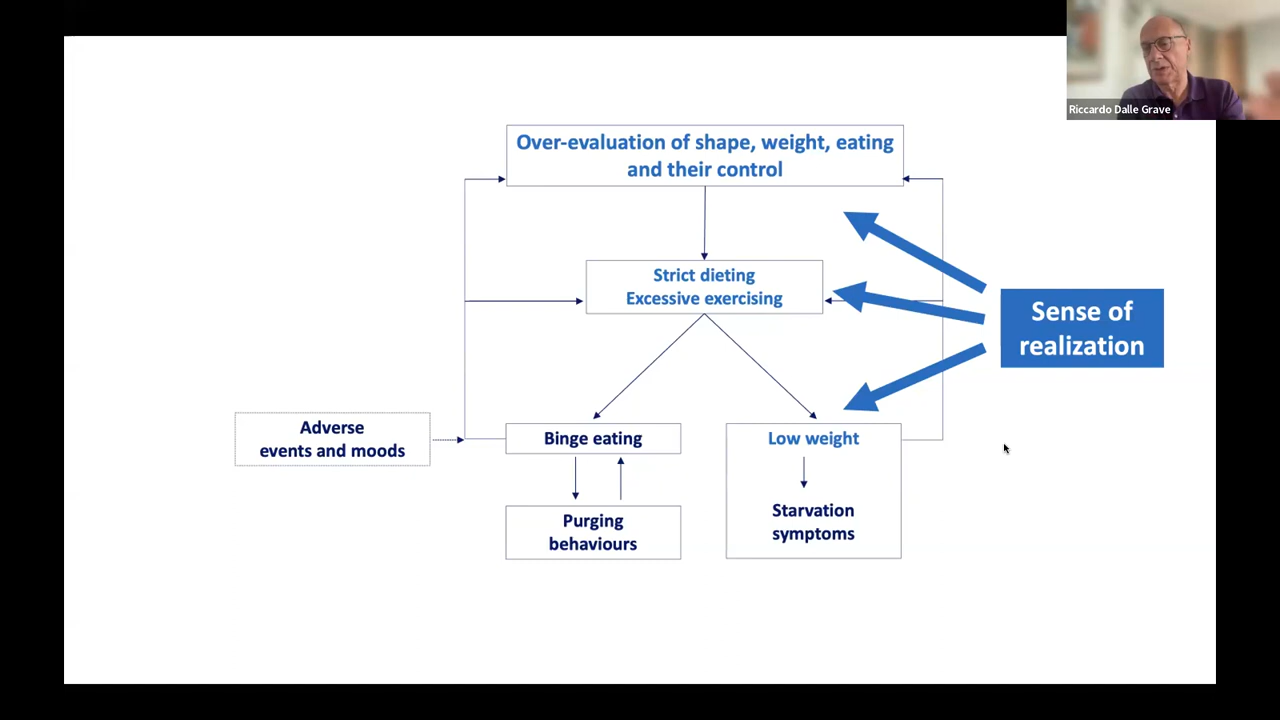 Riccardo Dalle Grave
Over-evaluation of shape, weight, eating
and their control
Strict dieting
Excessive exercising
Sense of
realization
Adverse
events and moods
Binge eating
Low weight
Purging
behaviours
Starvation
symptoms